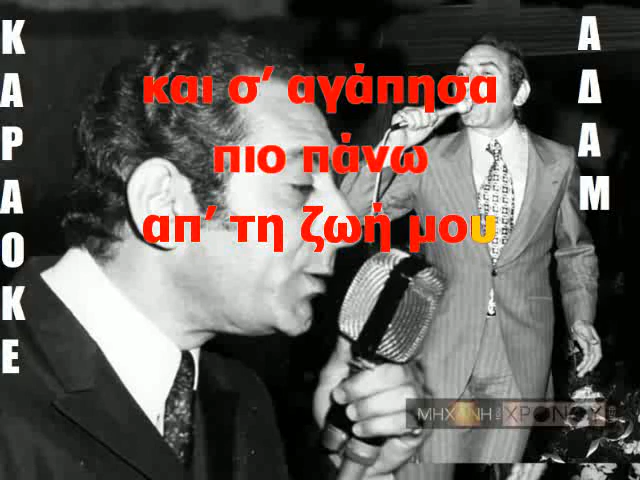 ΚΑΡΑΟΚΕ
ΑΔΑΜ
και σ’ αγάπησα
πιο πάνω
απ’ τη ζωή μου
ΜΗΧΑΝΗ ΤΟΥ ΧΡΟΝΟΥ